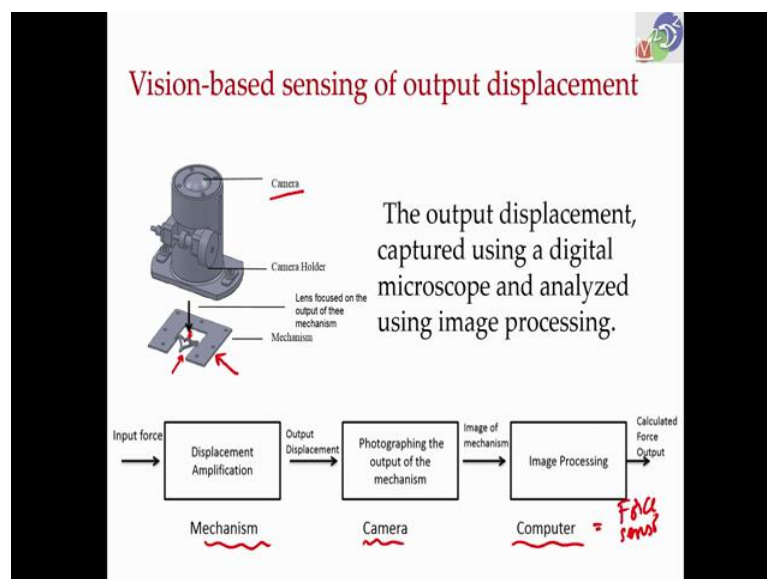 Vision-based sensing of output displacement
Camera
Camera Holder
Lens focused on the
output of thee
mechanism
Mechanism
The output displacement,
captured using a digital
microscope and analyzed
using image processing.
Input force
Displacement
Amplification
Output
Displacement
Photographing the
output of the
mechanism
Image of
mechanism
Image Processing
Calculated
Force
Output
Mechanism
Camera
Computer
= Force